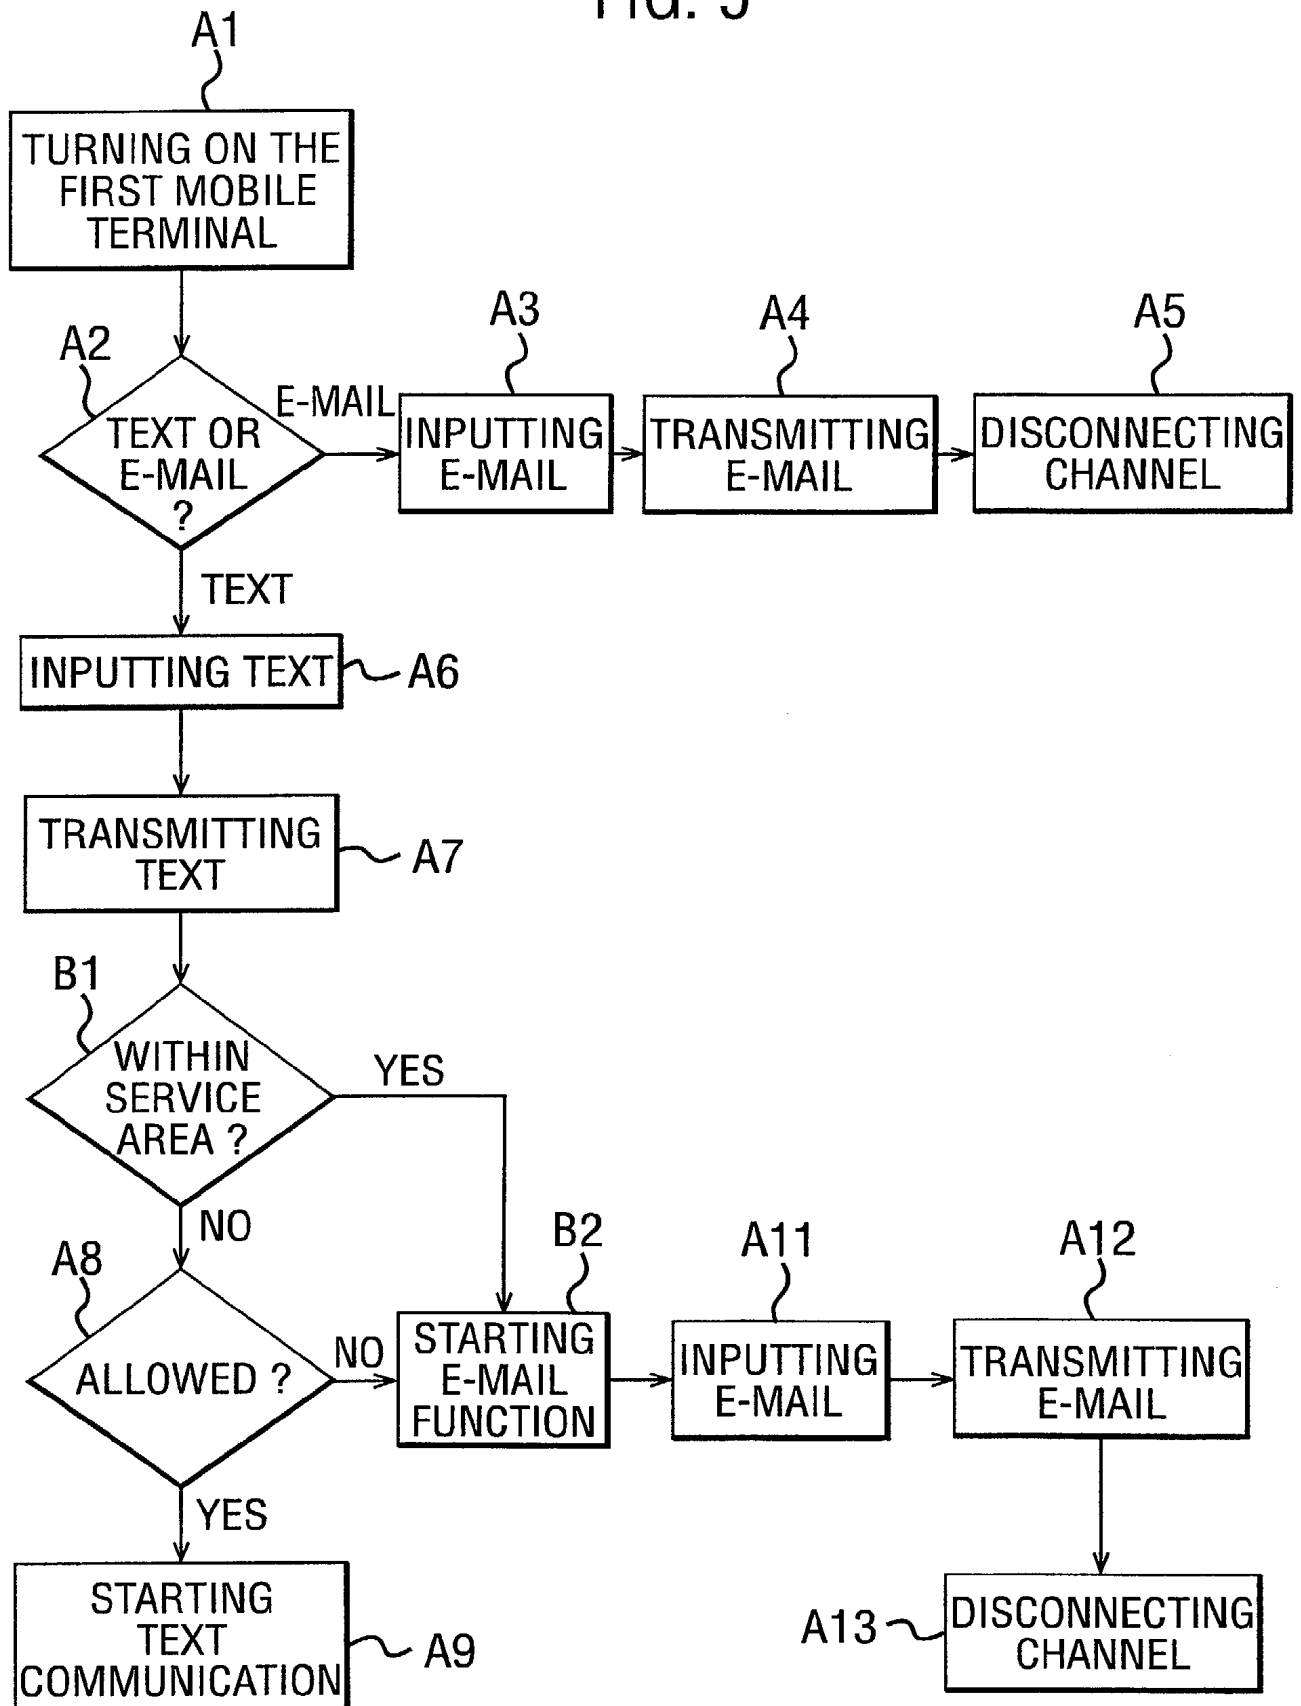 A1
TURNING ON THE
FIRST MOBILE
TERMINAL
A2
TEXT OR
E-MAIL
?
E-MAIL
A3
INPUTTING
E-MAIL
A4
TRANSMITTING
E-MAIL
A5
DISCONNECTING
CHANNEL
TEXT
INPUTTING TEXT
A6
TRANSMITTING
TEXT
A7
B1
WITHIN
SERVICE
AREA ?
YES
NO
A8
ALLOWED ?
NO
B2
STARTING
E-MAIL
FUNCTION
A11
INPUTTING
E-MAIL
A12
TRANSMITTING
E-MAIL
YES
STARTING
TEXT
COMMUNICATION
A9
A13
DISCONNECTING
CHANNEL